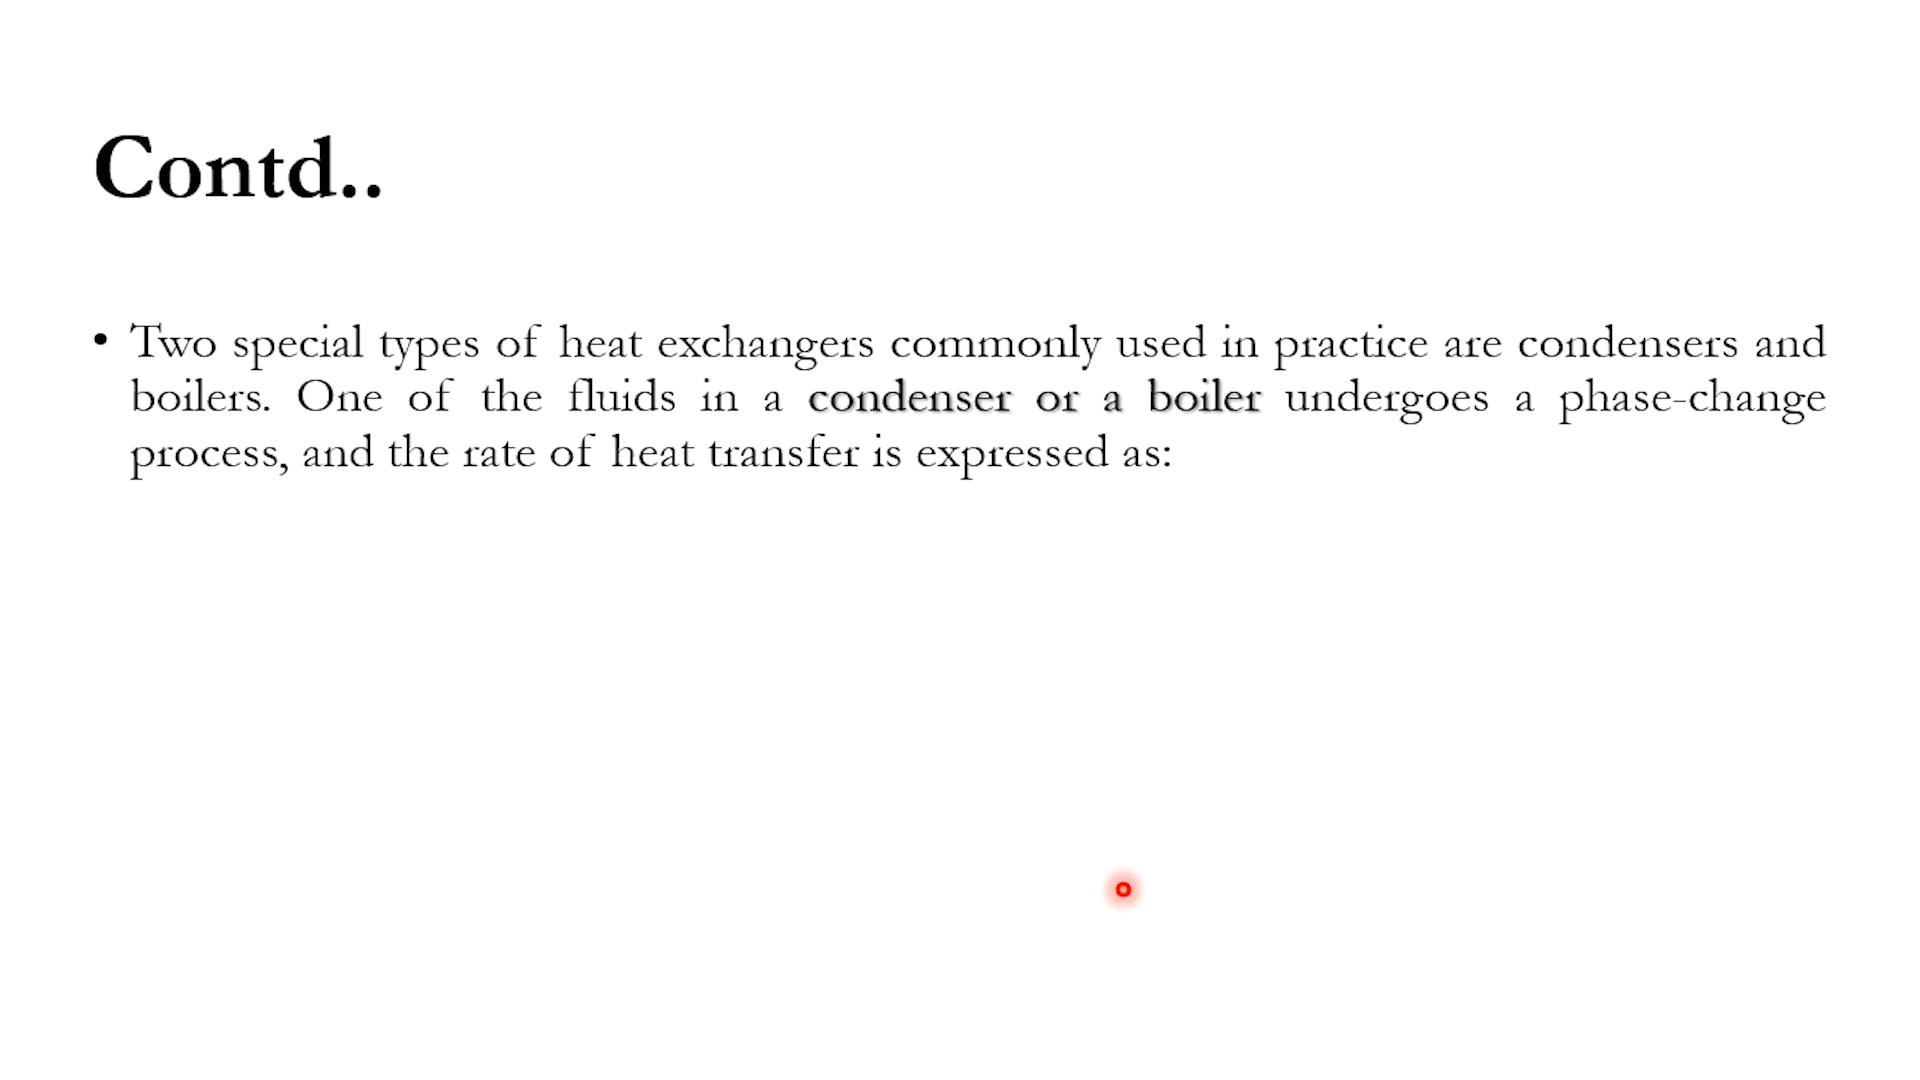 Contd..
• Two special types of heat exchangers commonly used in practice are condensers and
boilers. One of the fluids in a condenser or a boiler undergoes a phase-change
process, and the rate of heat transfer is expressed as: